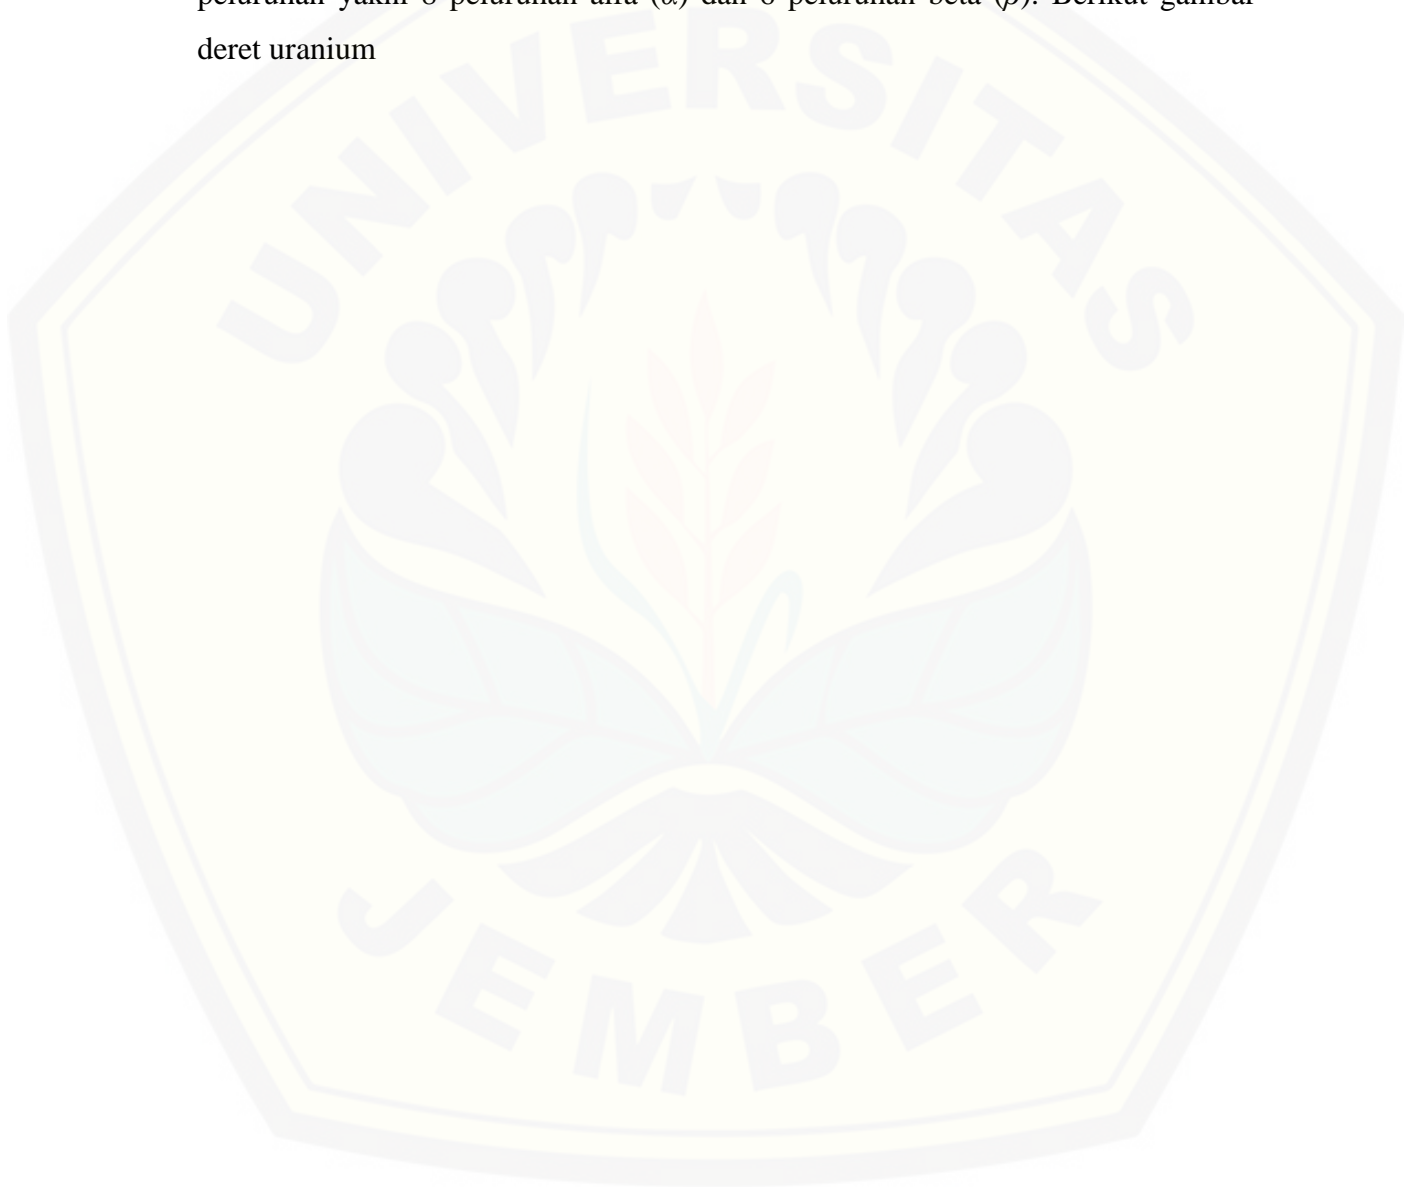 peluruhan yakni 8 peluruhan alfa (α) dan 6 peluruhan beta (β). Berikut gambar
deret uranium
UNIVERSITAS
JEMBER